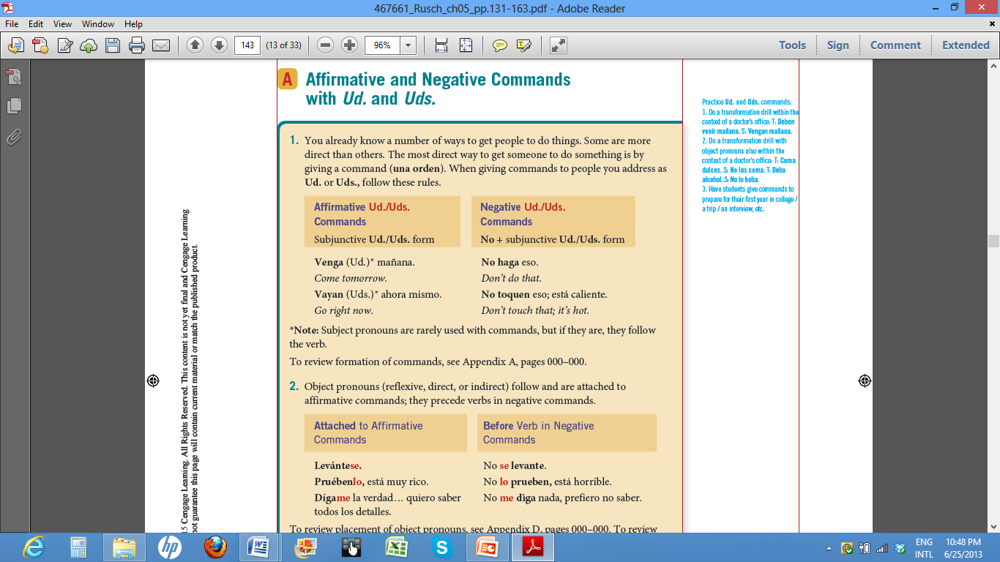 467661_Rusch_ch05_pp.131-163.pdf - Adobe Reader
File Edit View Window Help
143 (13 of 33) 96% Tools Sign Comment Extended
A Affirmative and Negative Commands
with Ud. and Uds.
1. You already know a number of ways to get people to do things. Some are more
direct than others. The most direct way to get someone to do something is by
giving a command (una orden). When giving commands to people you address as
Ud. or Uds., follow these rules.
Affirmative Ud./Uds.
Commands
Subjunctive Ud./Uds. form
Negative Ud./Uds.
Commands
No + subjunctive Ud./Uds. form
Venga (Ud.)* mañana.
Come tomorrow.
Vayan (Uds.)* ahora mismo.
Go right now.
No haga eso.
Don't do that.
No toquen eso; está caliente.
Don't touch that; it's hot.
*Note: Subject pronouns are rarely used with commands, but if they are, they follow
the verb.
To review formation of commands, see Appendix A, pages 000–000.
2. Object pronouns (reflexive, direct, or indirect) follow and are attached to
affirmative commands; they precede verbs in negative commands.
Attached to Affirmative
Commands
Before Verb in Negative
Commands
Levántese.
Pruébenlo, está muy rico.
Dígame la verdad… quiero saber
todos los detalles.
No se levante.
No lo prueben, está horrible.
No me diga nada, prefiero no saber.
To review placement of object pronouns, see Appendix D, pages 000–000. To review
Practice Ud. and Uds. commands:
1. Do a transformation drill within the
context of a doctor's office: T: Deben
venir mañana. S: Vengan mañana.
2. Do a transformation drill with
object pronouns also within the
context of a doctor's office: T: Coma
dulces. S: No los coma. T: Beba
alcohol. S: No lo beba.
3. Have students give commands to
prepare for their first year in college /
a trip / an interview, etc.
15 Cengage Learning. All Rights Reserved. This content is not yet final and Cengage Learning
not guarantee this page will contain current material or match the published product.
ENG 10:48 PM
INTL 6/25/2013